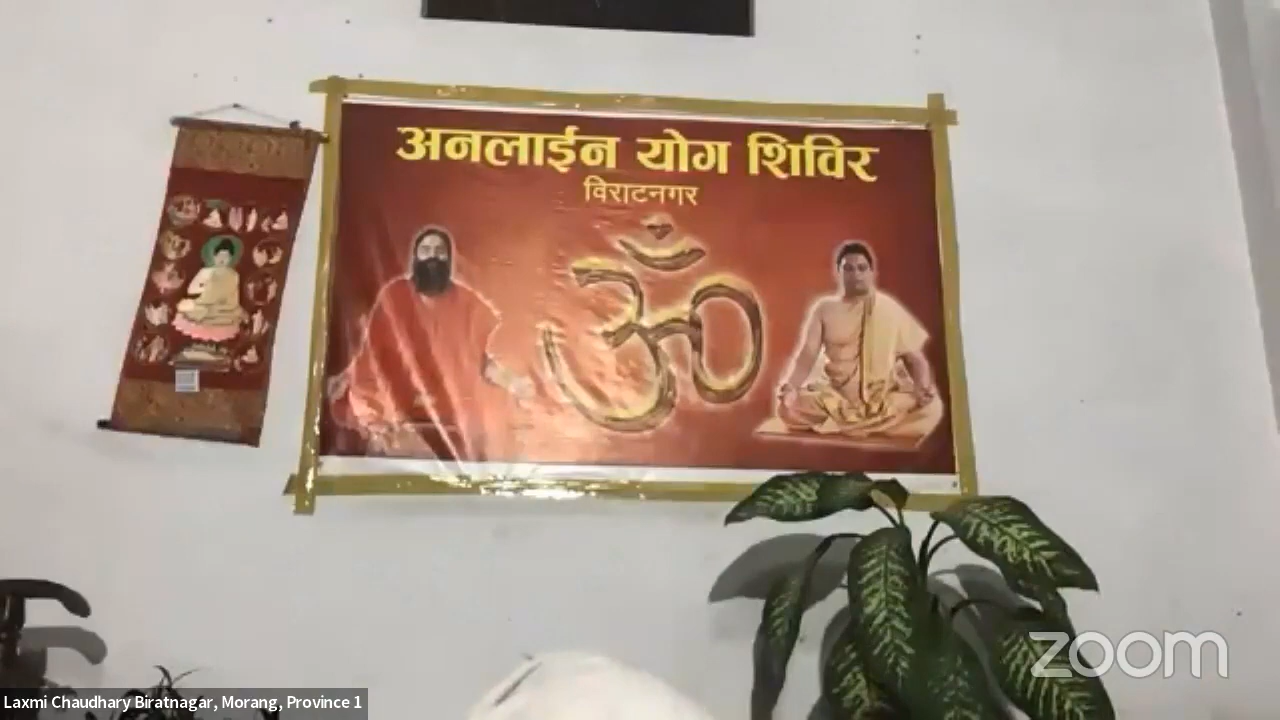 अनलाईन योग शिविर
विराटनगर
ॐ
zoom
Laxmi Chaudhary Biratnagar, Morang, Province 1